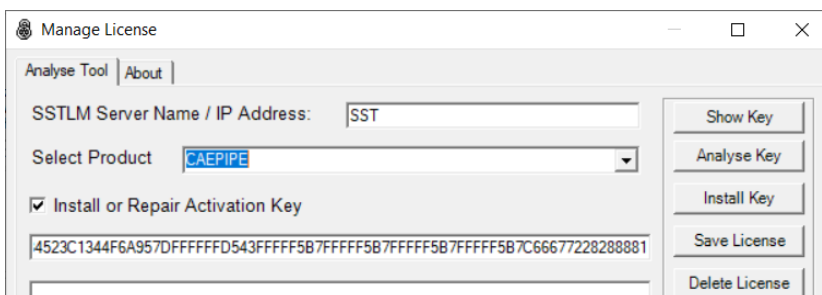 Manage License
Analyse Tool About
SSTLM Server Name / IP Address: SST
Show Key
Select Product CAEPIPE
Analyse Key
Install or Repair Activation Key
Install Key
4523C1344F6A957DFFFFFFD543FFFFF5B7FFFFF5B7FFFFF5B7FFFFF5B7C66677228288881
Save License
Delete License